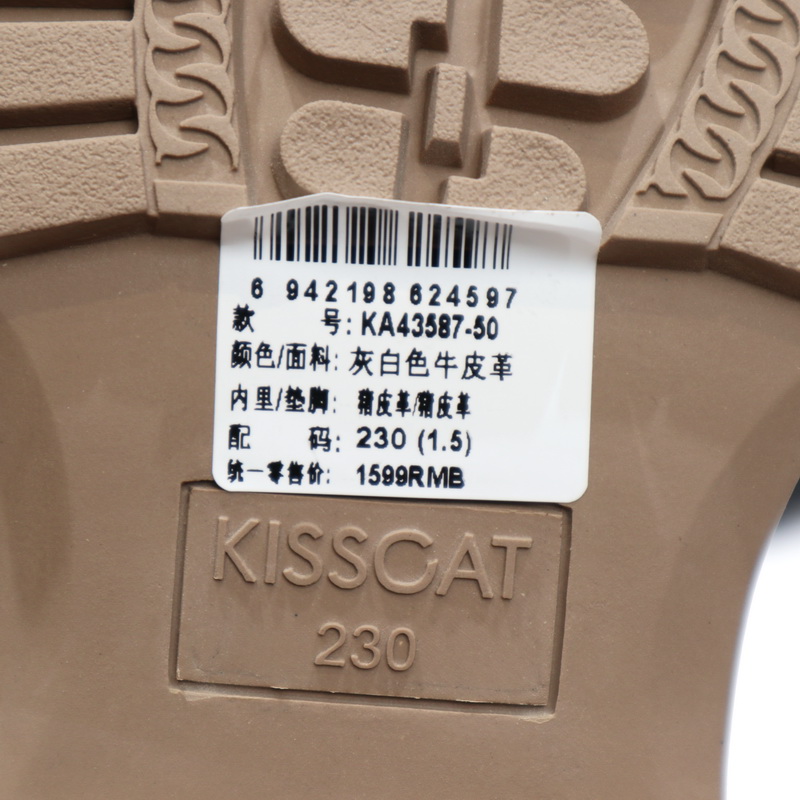 6 942198 624597
款 号: KA43587-50
颜色/面料: 灰白色牛皮革
内里/垫脚: 猪皮革/猪皮革
配 码: 230 (1.5)
统一零售价: 1599RMB
KISSCAT
230